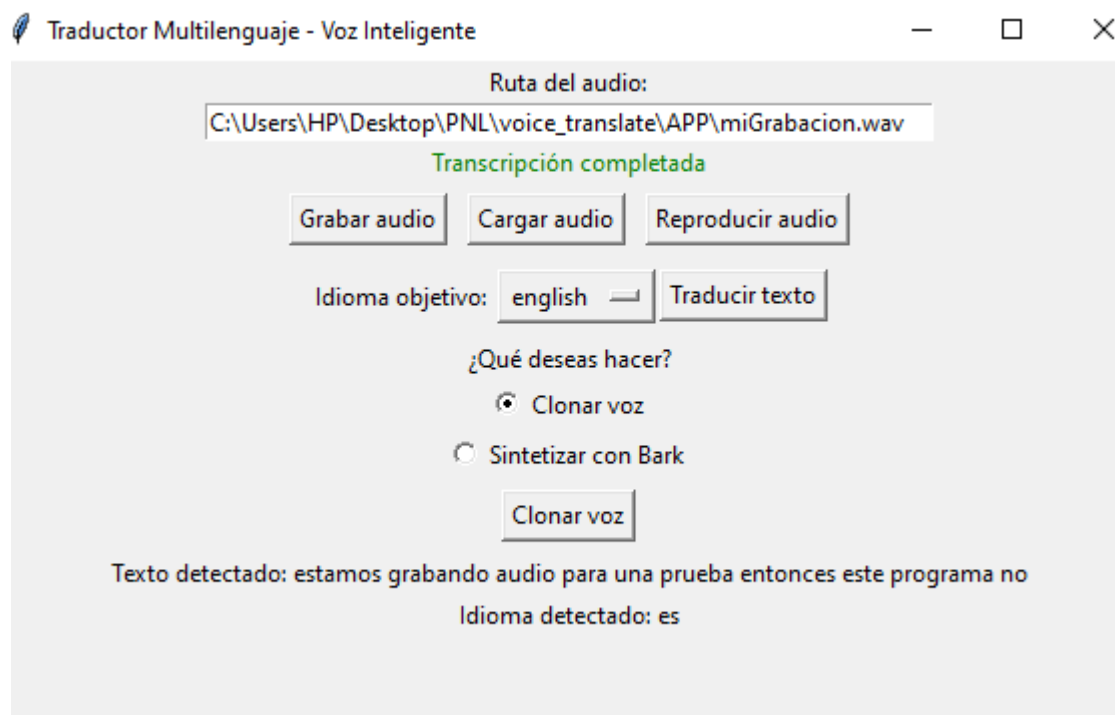 Traductor Multilenguaje - Voz Inteligente
Ruta del audio:
C:\Users\HP\Desktop\PNL\voice_translate\APP\miGrabacion.wav
Transcripción completada
Grabar audio Cargar audio Reproducir audio
Idioma objetivo: english Traducir texto
¿Qué deseas hacer?
Clonar voz
Sintetizar con Bark
Clonar voz
Texto detectado: estamos grabando audio para una prueba entonces este programa no
Idioma detectado: es